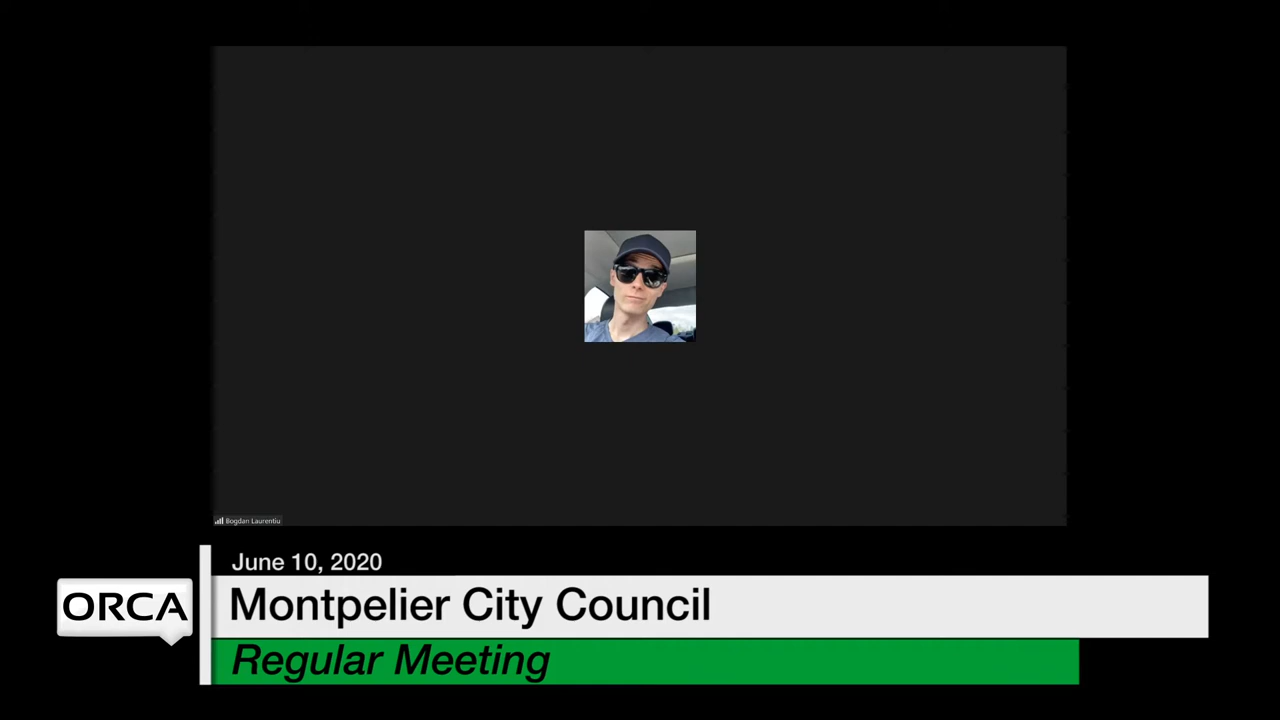 Bogdan Laurentiu
June 10, 2020
ORCA
Montpelier City Council
Regular Meeting